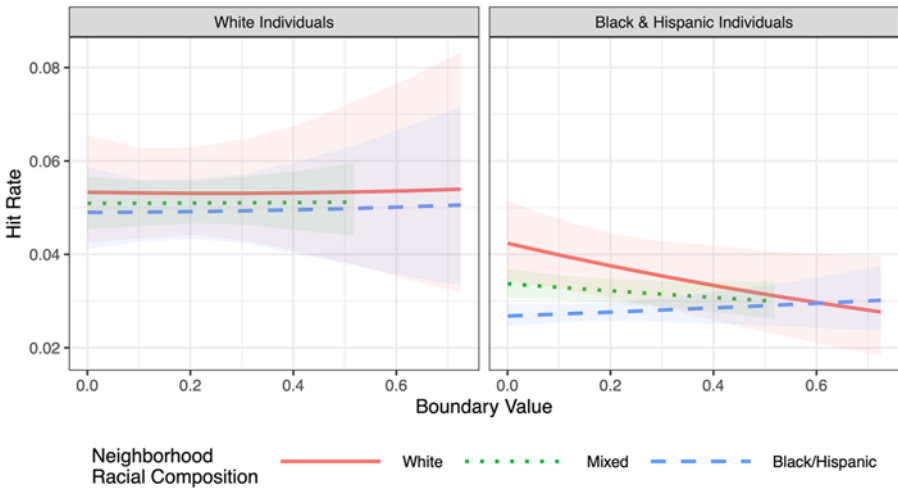 White Individuals
Black & Hispanic Individuals
Hit Rate
0.08
0.06
0.04
0.02
0.0 0.2 0.4 0.6
0.0 0.2 0.4 0.6
Boundary Value
Neighborhood
Racial Composition
White
Mixed
Black/Hispanic